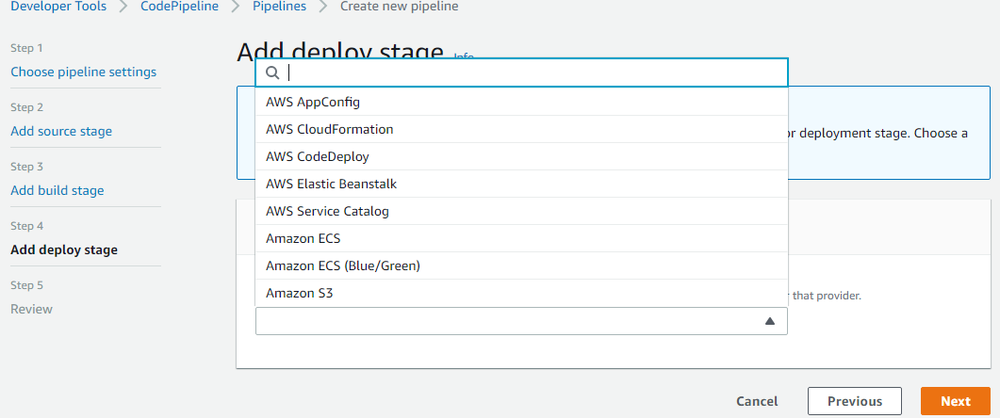 Developer Tools > CodePipeline > Pipelines > Create new pipeline
Step 1
Choose pipeline settings
Step 2
Add source stage
Step 3
Add build stage
Step 4
Add deploy stage
Step 5
Review
Add deploy stage Info
AWS AppConfig
AWS CloudFormation
AWS CodeDeploy
AWS Elastic Beanstalk
AWS Service Catalog
Amazon ECS
Amazon ECS (Blue/Green)
Amazon S3
or deployment stage. Choose a
that provider.
Cancel Previous Next